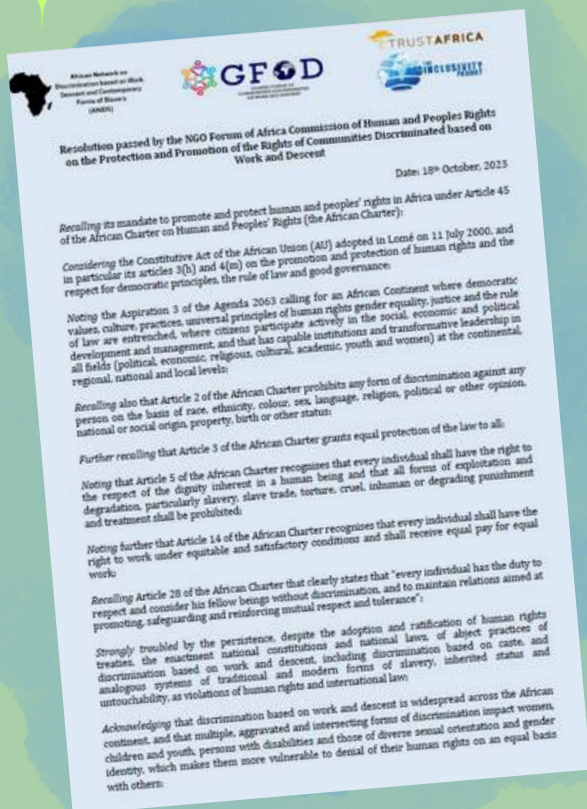 African Network on
Discrimination based on Work,
Descent and Contemporary
Forms of Slavery
(ANDS)
GFOD
TRUSTAFRICA
THE
INCLUSIVITY
PROJECT
Resolution passed by the NGO Forum of Africa Commission of Human and Peoples Rights
on the Protection and Promotion of the Rights of Communities Discriminated based on
Work and Descent
Date: 18th October, 2023
Recalling its mandate to promote and protect human and peoples' rights in Africa under Article 45
of the African Charter on Human and Peoples' Rights (the African Charter);
Considering the Constitutive Act of the African Union (AU) adopted in Lomé on 11 July 2000, and
in particular its articles 3(h) and 4(m) on the promotion and protection of human rights and the
respect for democratic principles, the rule of law and good governance;
Noting the Aspiration 3 of the Agenda 2063 calling for an African Continent where democratic
values, culture, practices, universal principles of human rights gender equality, justice and the rule
of law are entrenched, where citizens participate actively in the social, economic and political
development and management, and that has capable institutions and transformative leadership in
all fields (political, economic, religious, cultural, academic, youth and women) at the continental,
regional, national and local levels;
Recalling also that Article 2 of the African Charter prohibits any form of discrimination against any
person on the basis of race, ethnicity, colour, sex, language, religion, political or other opinion,
national or social origin, property, birth or other status;
Further recalling that Article 3 of the African Charter grants equal protection of the law to all;
Noting that Article 5 of the African Charter recognises that every individual shall have the right to
the respect of the dignity inherent in a human being and that all forms of exploitation and
degradation, particularly slavery, slave trade, torture, cruel, inhuman or degrading punishment
and treatment shall be prohibited;
Noting further that Article 14 of the African Charter recognises that every individual shall have the
right to work under equitable and satisfactory conditions and shall receive equal pay for equal
work;
Recalling Article 28 of the African Charter that clearly states that "every individual has the duty to
respect and consider his fellow beings without discrimination, and to maintain relations aimed at
promoting, safeguarding and reinforcing mutual respect and tolerance";
Strongly troubled by the persistence, despite the adoption and ratification of human rights
treaties, the enactment national constitutions and national laws, of abject practices of
discrimination based on work and descent, including discrimination based on caste, and
analogous systems of traditional and modern forms of slavery, inherited status and
untouchability, as violations of human rights and international law;
Acknowledging that discrimination based on work and descent is widespread across the African
continent, and that multiple, aggravated and intersecting forms of discrimination impact women,
children and youth, persons with disabilities and those of diverse sexual orientation and gender
identity, which makes them more vulnerable to denial of their human rights on an equal basis
with others;